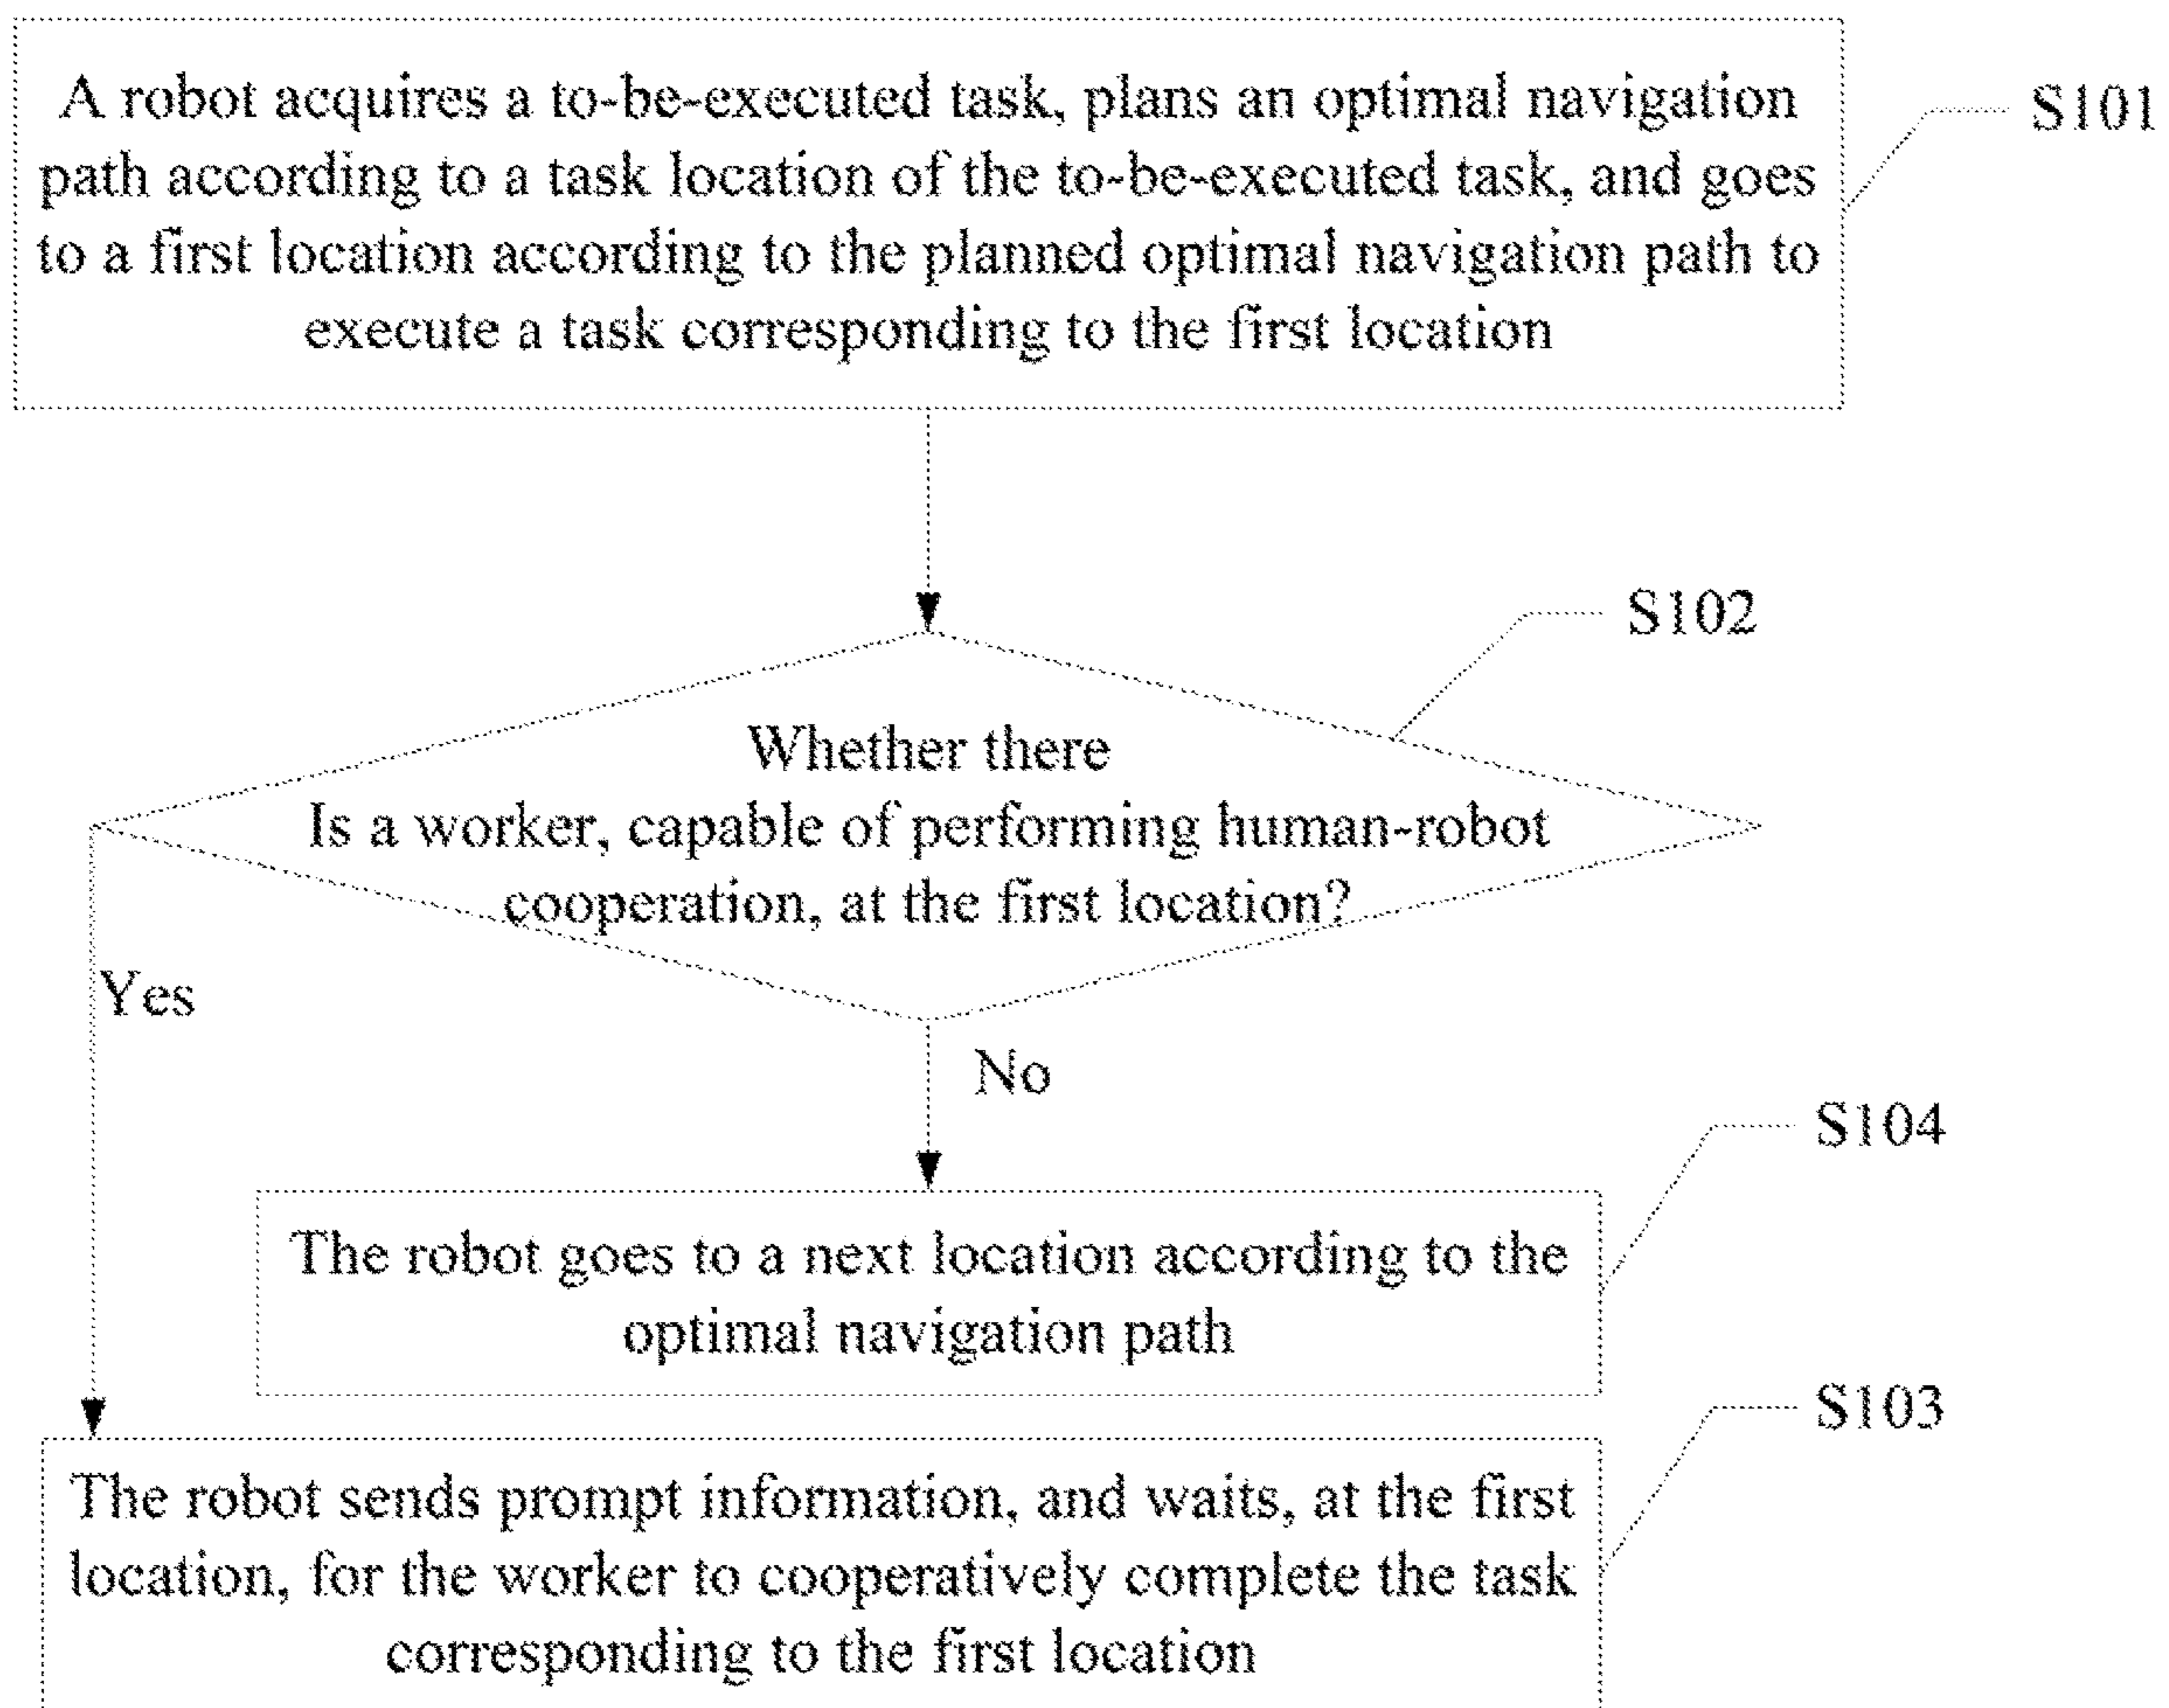 A robot acquires a to-be-executed task, plans an optimal navigation
path according to a task location of the to-be-executed task, and goes
to a first location according to the planned optimal navigation path to
execute a task corresponding to the first location
S101
S102
Whether there
Is a worker, capable of performing human-robot
cooperation, at the first location?
Yes
No
S104
The robot goes to a next location according to the
optimal navigation path
S103
The robot sends prompt information, and waits, at the first
location, for the worker to cooperatively complete the task
corresponding to the first location